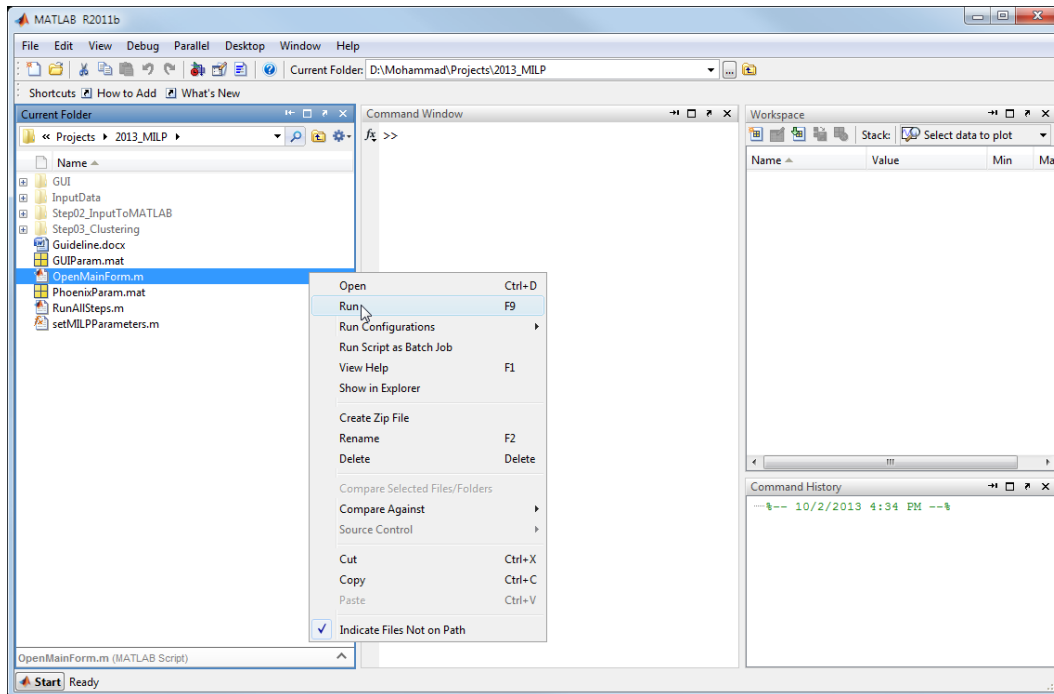 MATLAB R2011b
File Edit View Debug Parallel Desktop Window Help
Current Folder: D:\Mohammad\Projects\2013_MILP
Shortcuts How to Add What's New
Current Folder
« Projects 2013_MILP
Name
GUI
InputData
Step02_InputToMATLAB
Step03_Clustering
Guideline.docx
GUIParam.mat
OpenMainForm.m
PhoenixParam.mat
RunAllSteps.m
setMILPParameters.m
OpenMainForm.m (MATLAB Script)
Command Window
fx >>
Open Ctrl+D
Run F9
Run Configurations
Run Script as Batch Job
View Help F1
Show in Explorer
Create Zip File
Rename F2
Delete Delete
Compare Selected Files/Folders
Compare Against
Source Control
Cut Ctrl+X
Copy Ctrl+C
Paste Ctrl+V
Indicate Files Not on Path
Workspace
Stack: Select data to plot
Name Value Min Ma
Command History
%-- 10/2/2013 4:34 PM --%
Start Ready